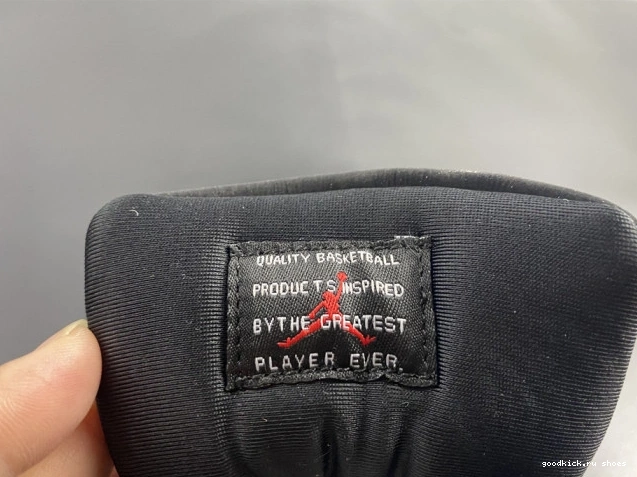 QUALITY BASKETBALL
PRODUCTS INSPIRED
BY THE GREATEST
PLAYER EVER.
goodkick.ru shoes